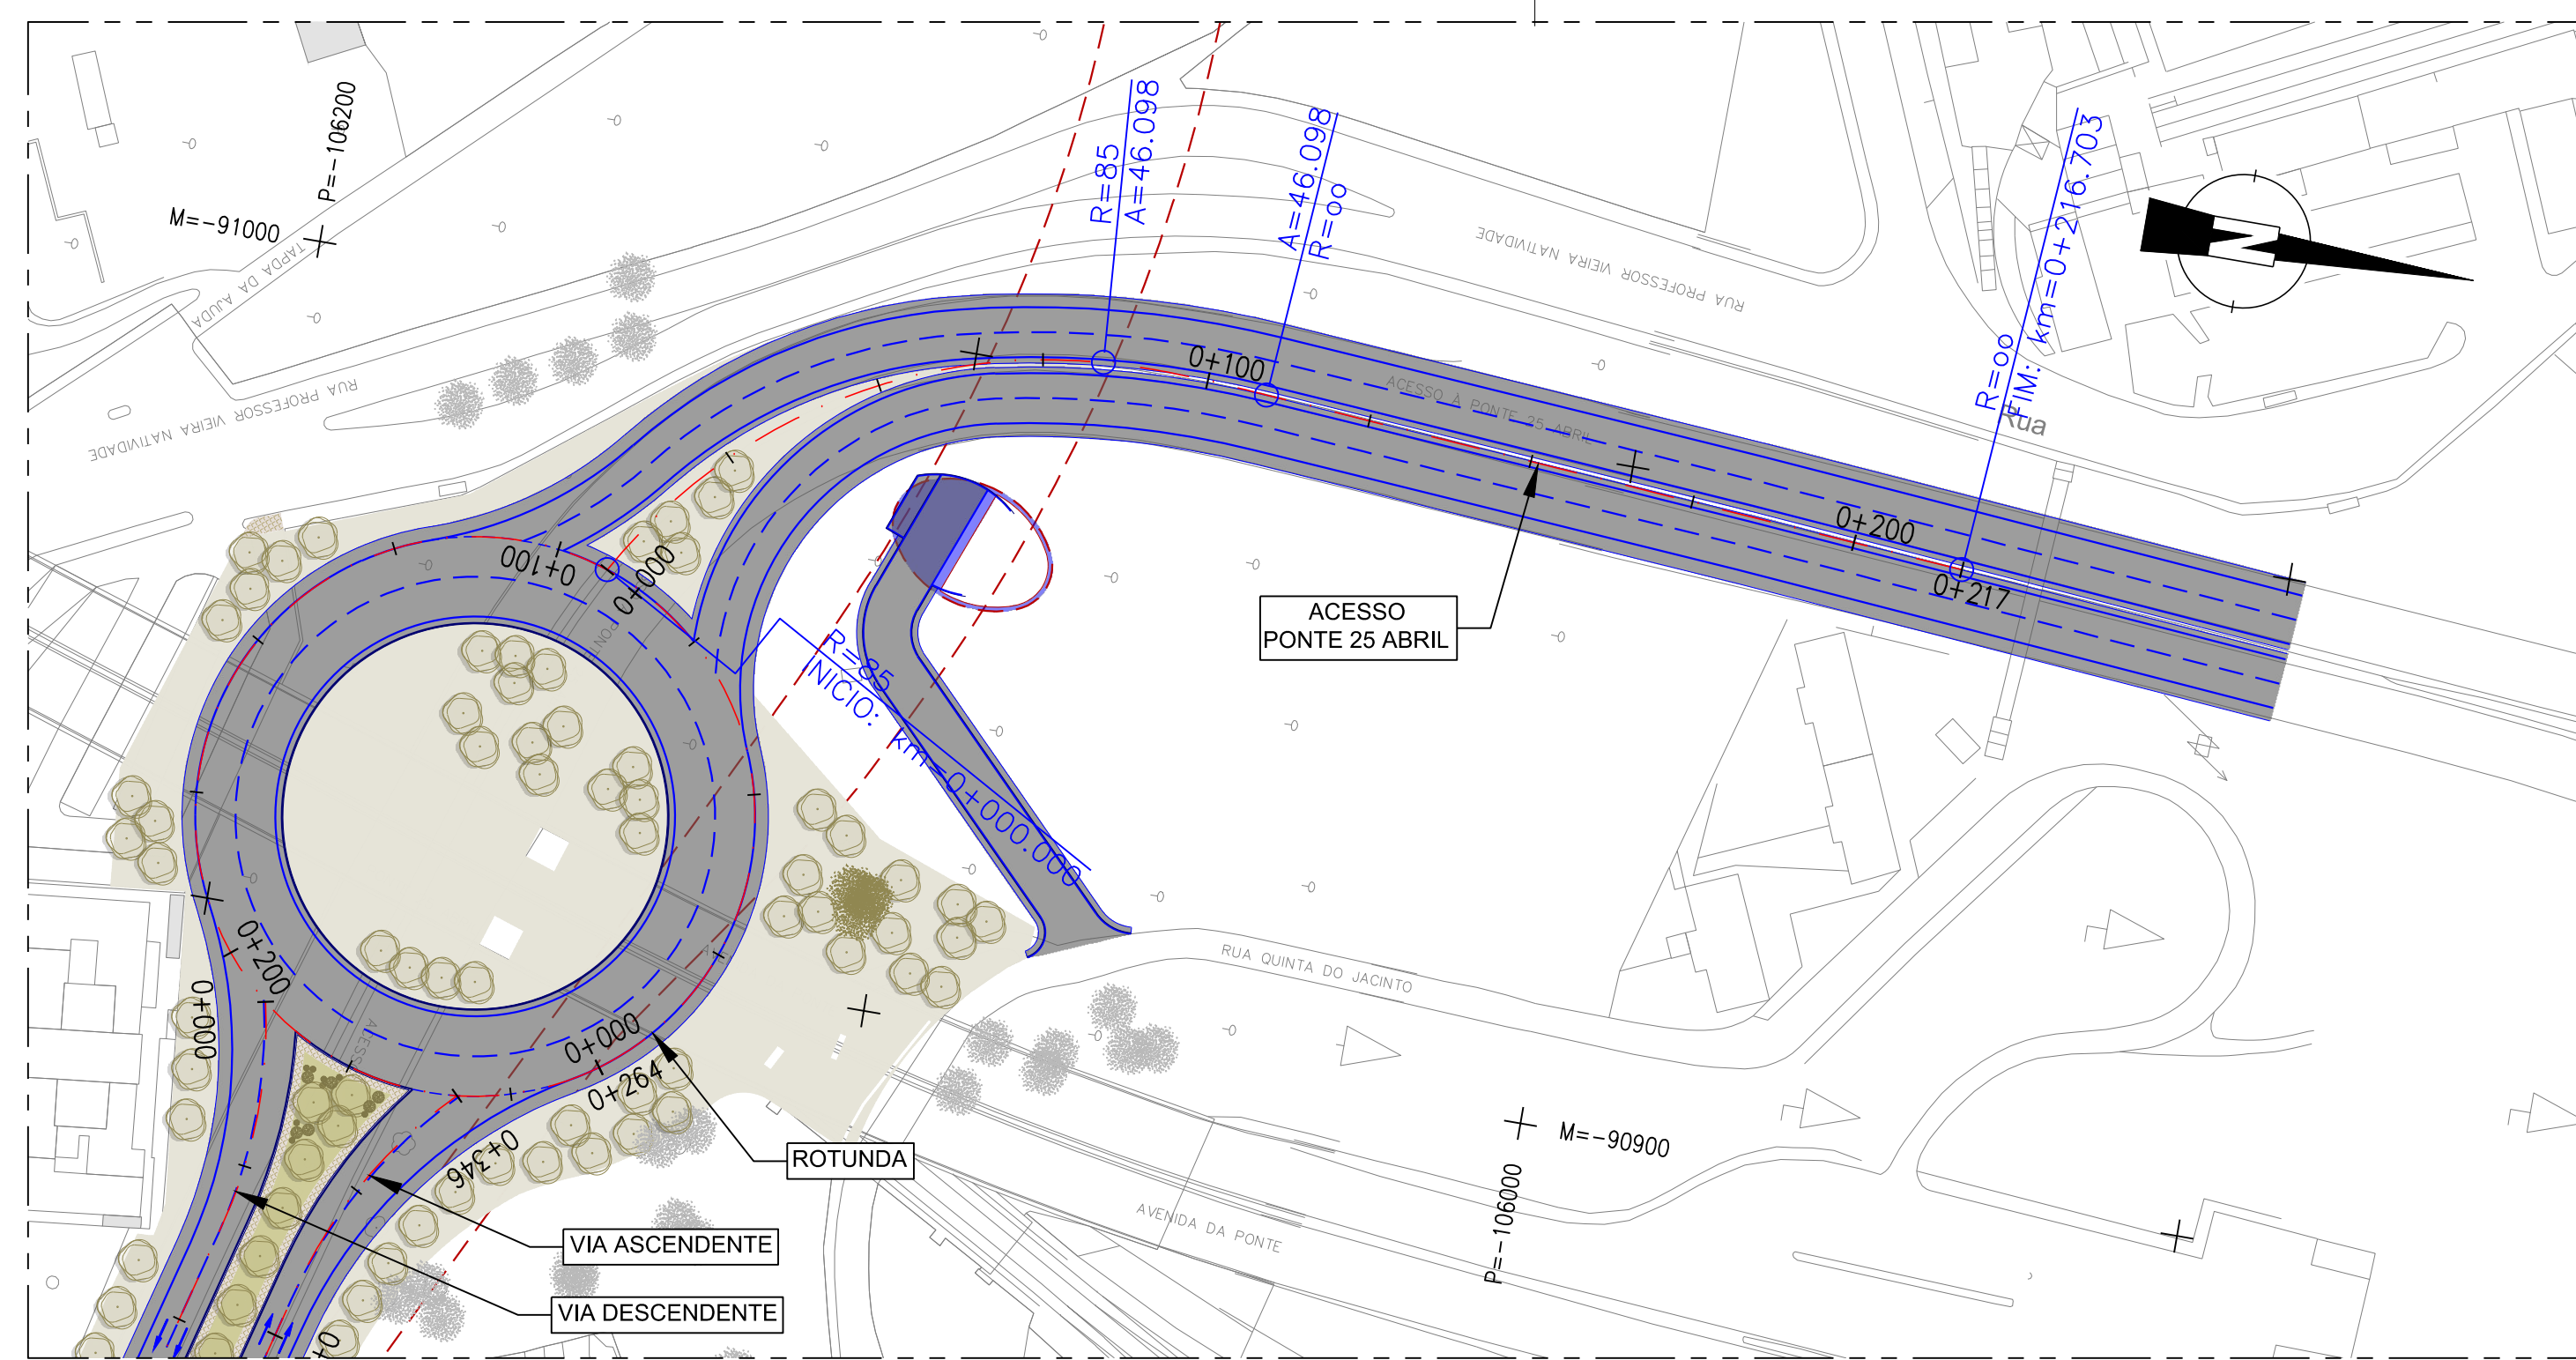 P=-106200
M=-91000
TAPDA DA AJUDA
RUA PROFESSOR VIEIRA NATIVIDADE
R=85
A=46.098
A=46.098
R=oo
RUA PROFESSOR VIEIRA NATIVIDADE
R=oo
FIM: km=0+216.703
N
Rua
0+100
ACESSO À PONTE 25 ABRIL
0+200
0+217
ACESSO
PONTE 25 ABRIL
0+100
0+000
PONT
R=85
INICIO: km=0+000.000
0+200
0+000
ACESS
0+000
0+264
0+346
RUA QUINTA DO JACINTO
ROTUNDA
M=-90900
P=-106000
AVENIDA DA PONTE
VIA ASCENDENTE
VIA DESCENDENTE